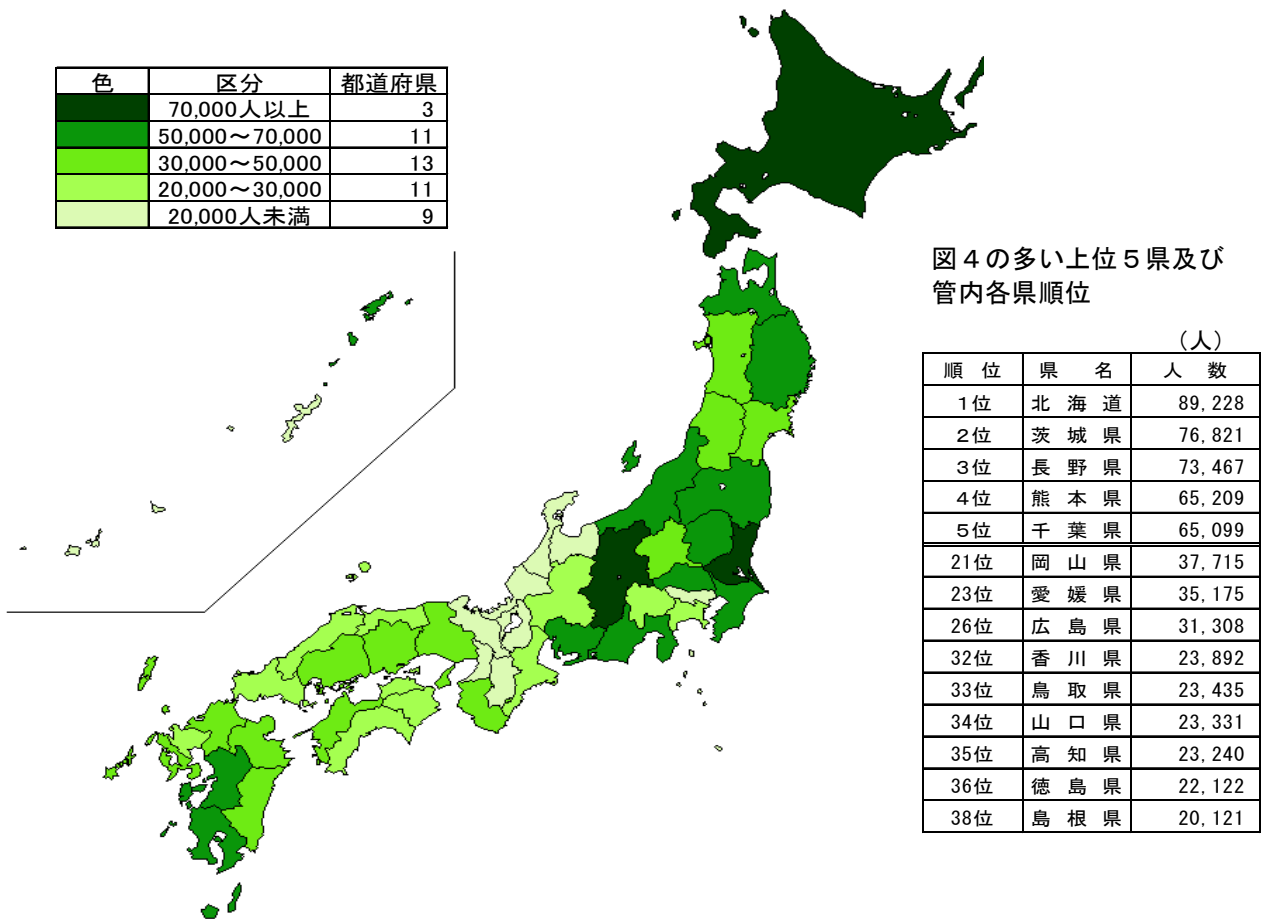 色 区分 都道府県
70,000人以上 3
50,000～70,000 11
30,000～50,000 13
20,000～30,000 11
20,000人未満 9
図４の多い上位５県及び
管内各県順位
（人）
順 位 県 名 人 数
1位 北 海 道 89,228
2位 茨 城 県 76,821
3位 長 野 県 73,467
4位 熊 本 県 65,209
5位 千 葉 県 65,099
21位 岡 山 県 37,715
23位 愛 媛 県 35,175
26位 広 島 県 31,308
32位 香 川 県 23,892
33位 鳥 取 県 23,435
34位 山 口 県 23,331
35位 高 知 県 23,240
36位 徳 島 県 22,122
38位 島 根 県 20,121